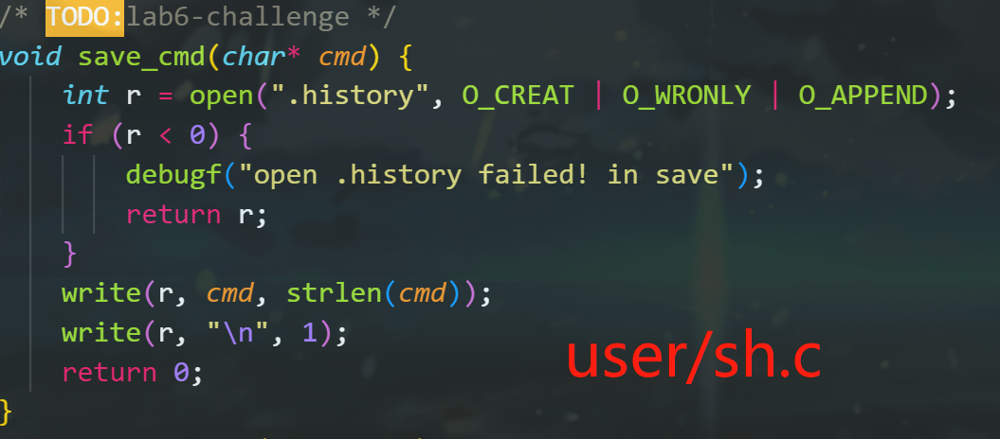 /* TODO:lab6-challenge */
void save_cmd(char* cmd) {
    int r = open(".history", O_CREAT | O_WRONLY | O_APPEND);
    if (r < 0) {
        debugf("open .history failed! in save");
        return r;
    }
    write(r, cmd, strlen(cmd));
    write(r, "\n", 1);
    return 0;
}
user/sh.c